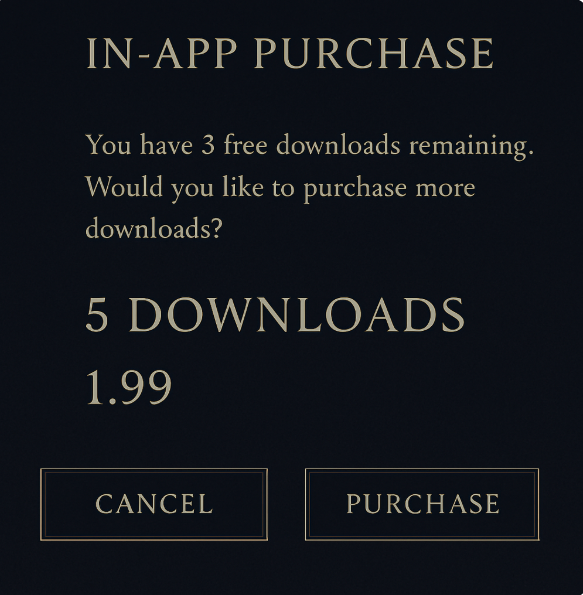 IN-APP PURCHASE
You have 3 free downloads remaining.
Would you like to purchase more
downloads?
5 DOWNLOADS
1.99
CANCEL
PURCHASE